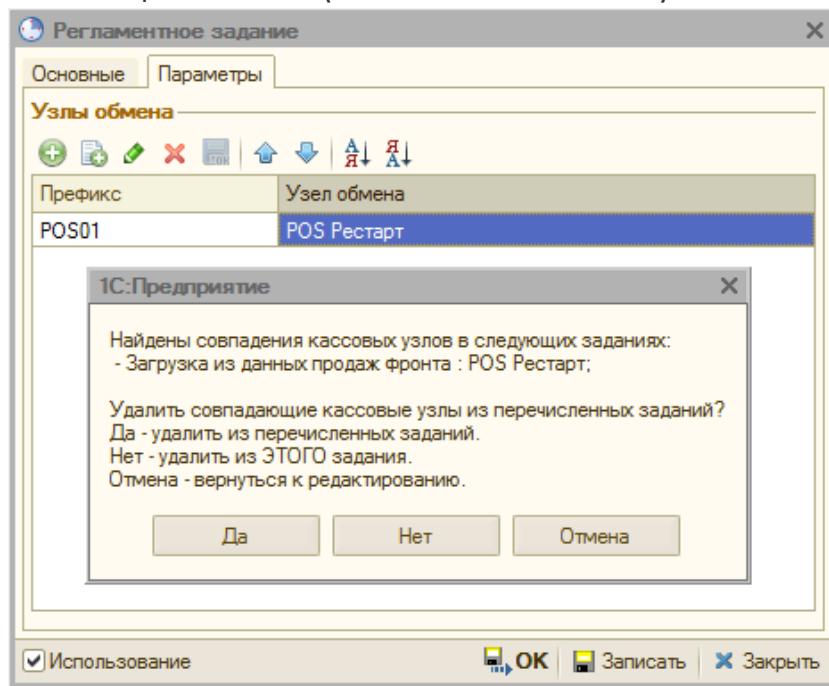 Регламентное задание
Основные Параметры
Узлы обмена
Префикс Узел обмена
POS01 POS Рестарт
1С:Предприятие
Найдены совпадения кассовых узлов в следующих заданиях:
- Загрузка из данных продаж фронта : POS Рестарт;
Удалить совпадающие кассовые узлы из перечисленных заданий?
Да - удалить из перечисленных заданий.
Нет - удалить из ЭТОГО задания.
Отмена - вернуться к редактированию.
Да Нет Отмена
Использование OK Записать Закрыть